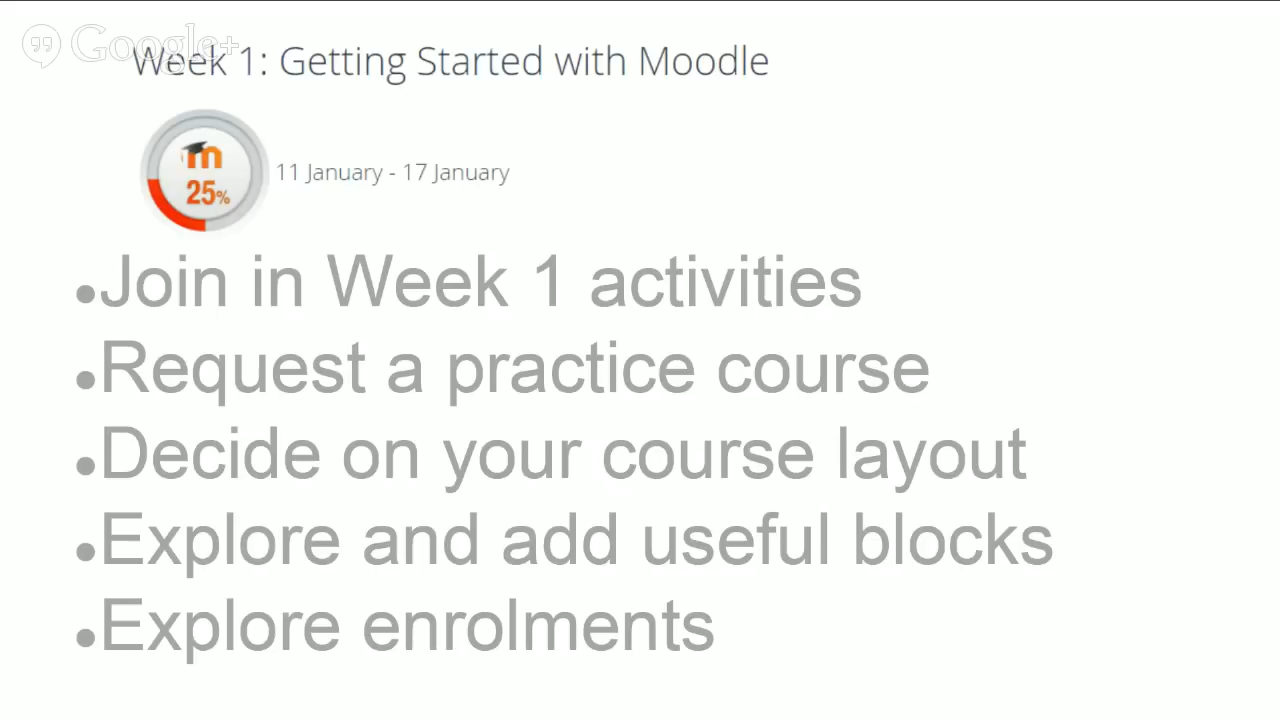 Google+
Week 1: Getting Started with Moodle
m
25%
11 January - 17 January
•Join in Week 1 activities
•Request a practice course
•Decide on your course layout
•Explore and add useful blocks
•Explore enrolments